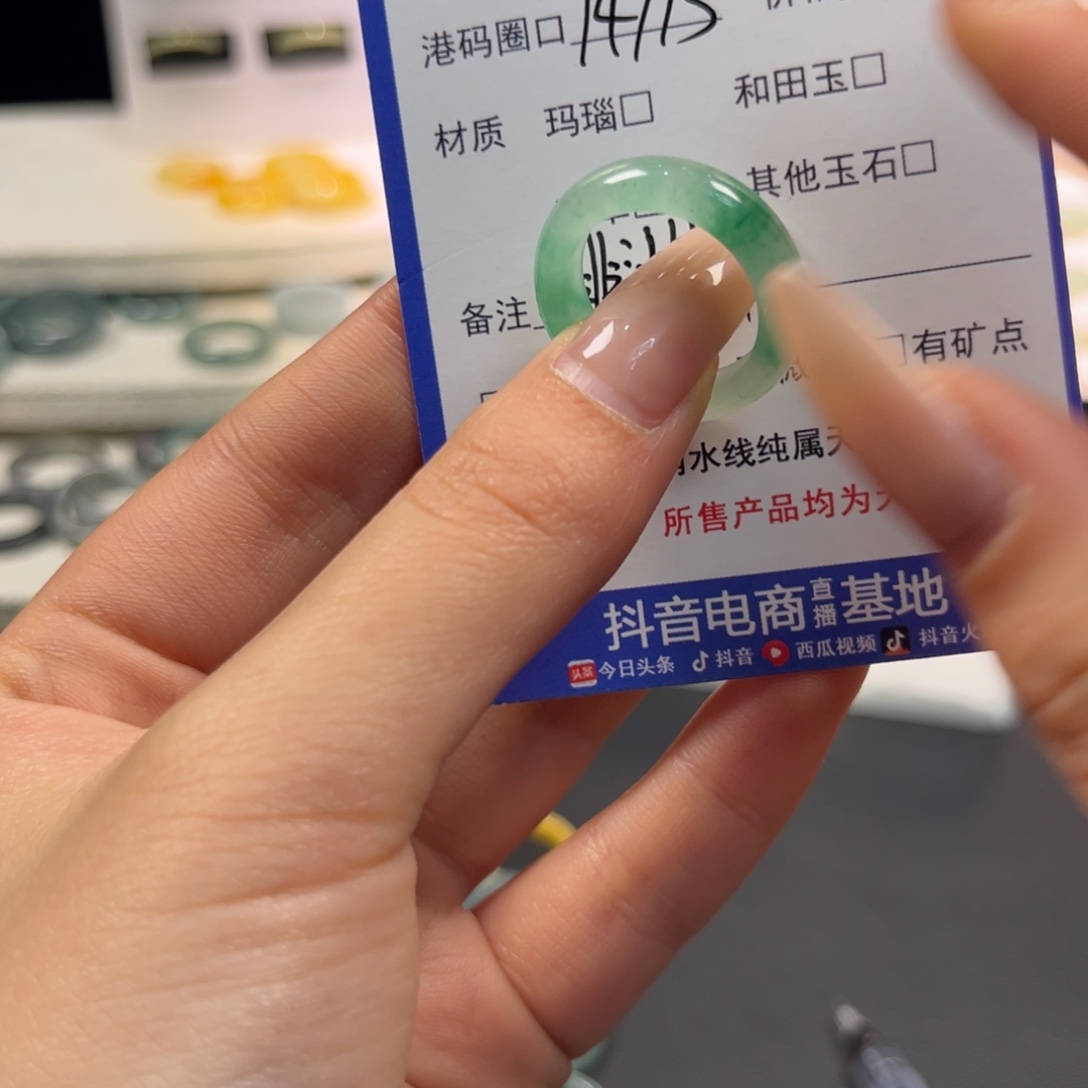 港码圈口 14/15
材质 玛瑙□ 和田玉□
其他玉石□
备注
□有矿点
水线纯属天
所售产品均为天
抖音电商直播基地
头条 今日头条 抖音 西瓜视频 抖音火